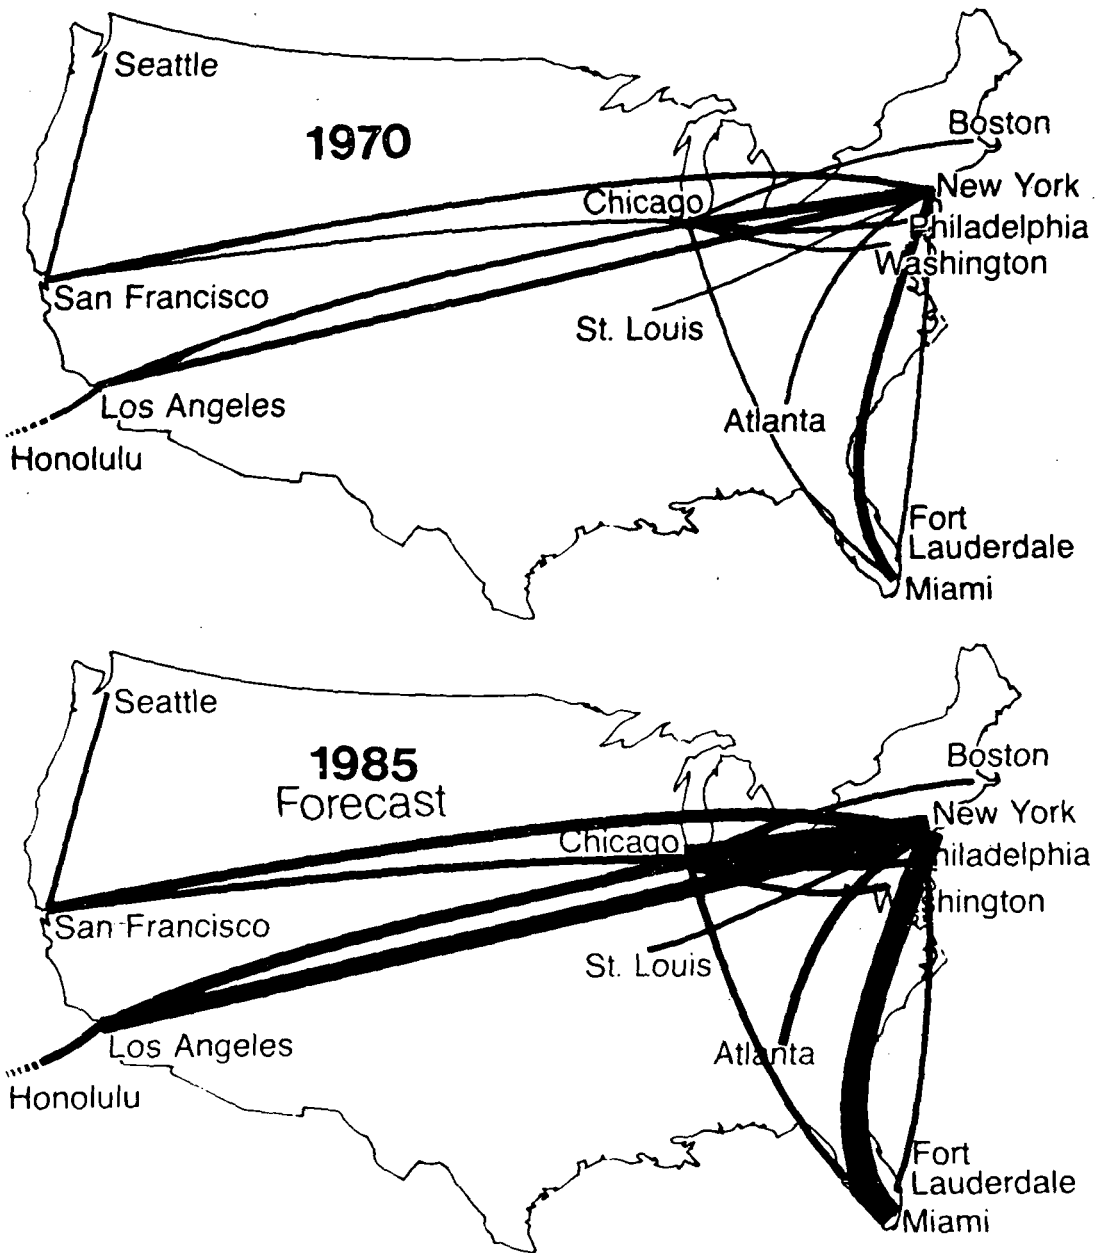 Seattle
1970
Boston
Chicago
New York
Philadelphia
Washington
San Francisco
St. Louis
Los Angeles
Atlanta
Honolulu
Fort
Lauderdale
Miami
Seattle
1985
Forecast
Boston
New York
Chicago
Philadelphia
Washington
San Francisco
St. Louis
Los Angeles
Atlanta
Honolulu
Fort
Lauderdale
Miami